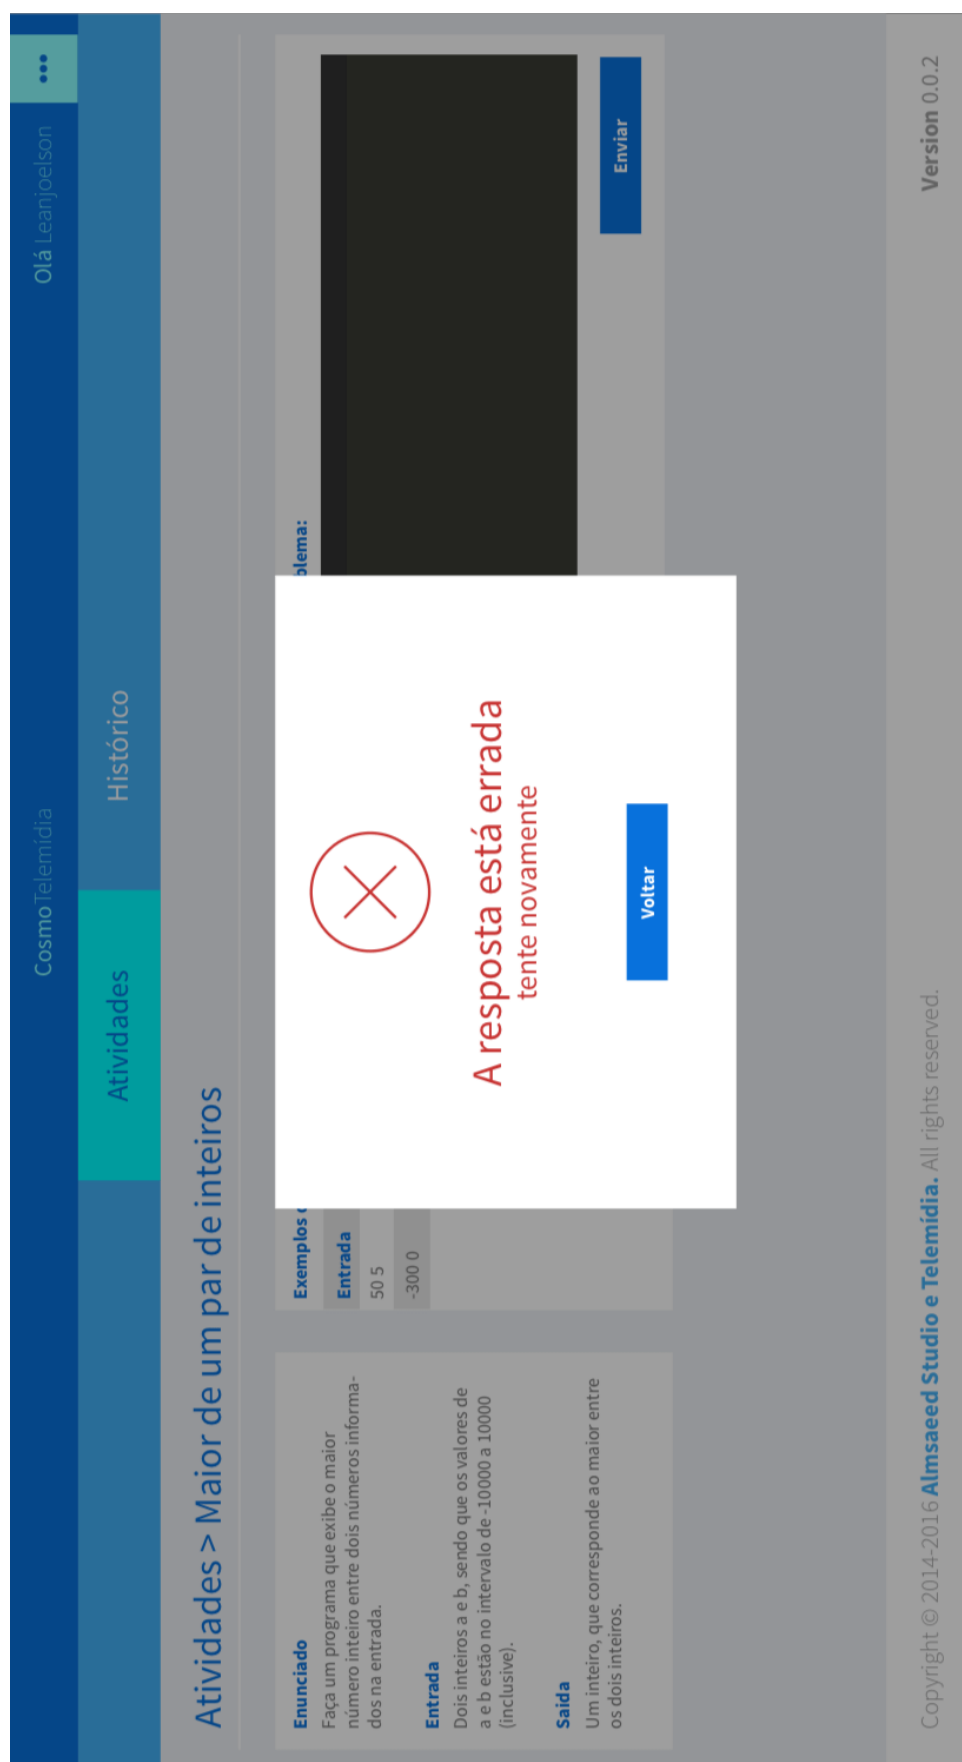 CosmoTelemídia
Olá Leanjoelson
Atividades
Histórico
Atividades > Maior de um par de inteiros
Enunciado
Faça um programa que exibe o maior
número inteiro entre dois números informa-
dos na entrada.
Entrada
Dois inteiros a e b, sendo que os valores de
a e b estão no intervalo de -10000 a 10000
(inclusive).
Saida
Um inteiro, que corresponde ao maior entre
os dois inteiros.
Exemplos
Entrada
50 5
-300 0
blema:
A resposta está errada
tente novamente
Voltar
Enviar
Copyright © 2014-2016 Almsaeed Studio e Telemídia. All rights reserved.
Version 0.0.2